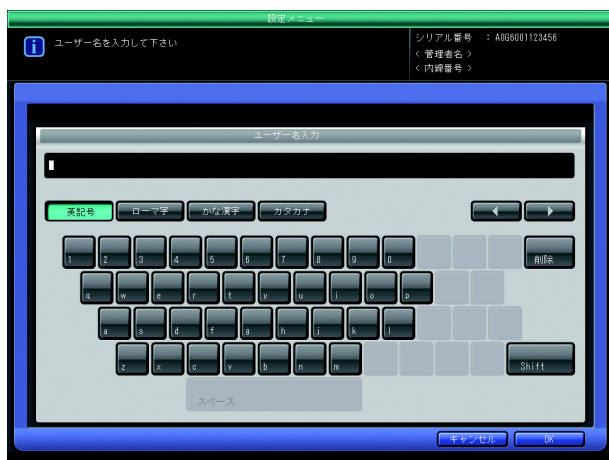 設定メニュー
ユーザー名を入力して下さい
シリアル番号 : A0G6001123456
< 管理者名 >
< 内線番号 >
ユーザー名入力
英記号 ローマ字 かな漢字 カタカナ
1 2 3 4 5 6 7 8 9 0 削除
q w e r t y u i o p
a s d f g h j k l
z x c v b n m Shift
スペース
キャンセル OK